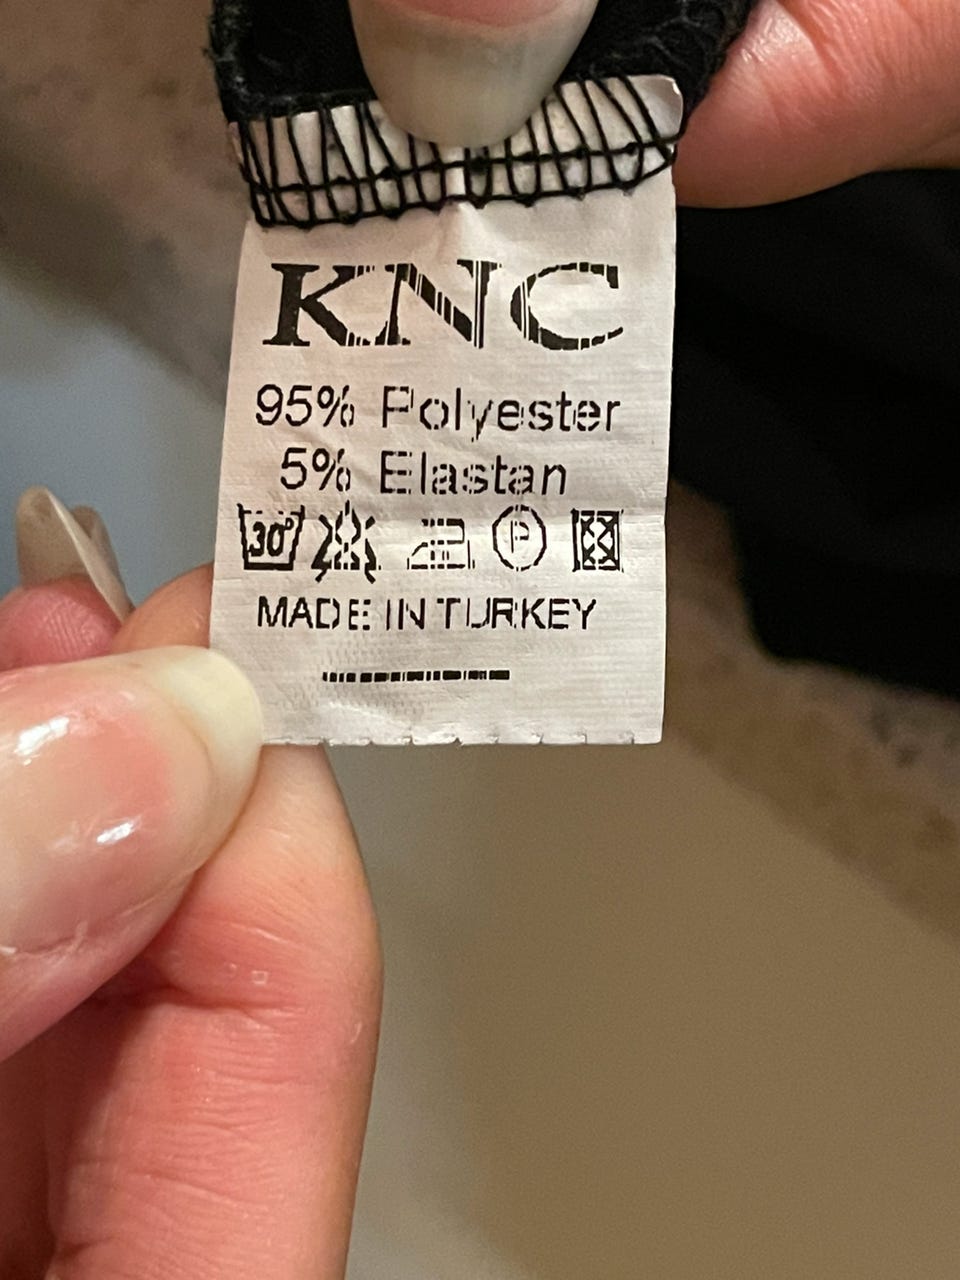 KNC
95% Polyester
5% Elastan
30° P
MADE IN TURKEY